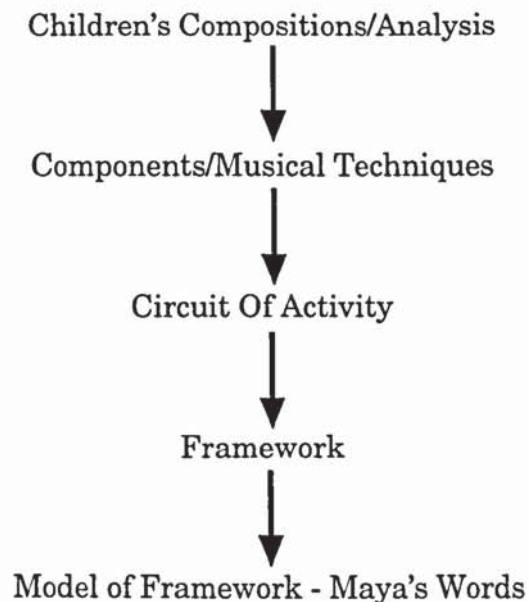 Children's Compositions/Analysis
Components/Musical Techniques
Circuit Of Activity
Framework
Model of Framework - Maya's Words